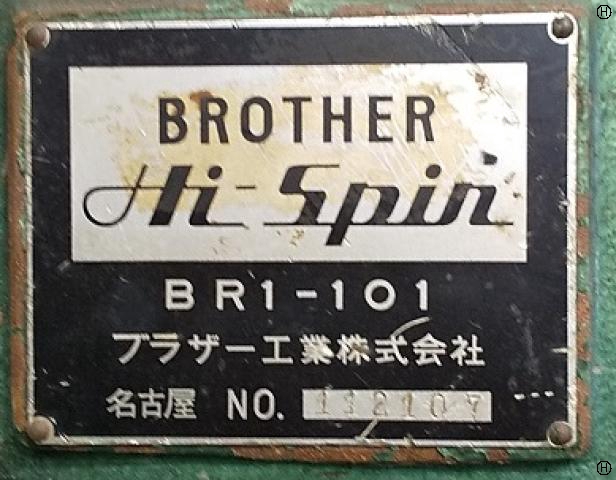 BROTHER
Hi-Spin
BR1-101
ブラザー工業株式会社
名古屋 NO. 112107